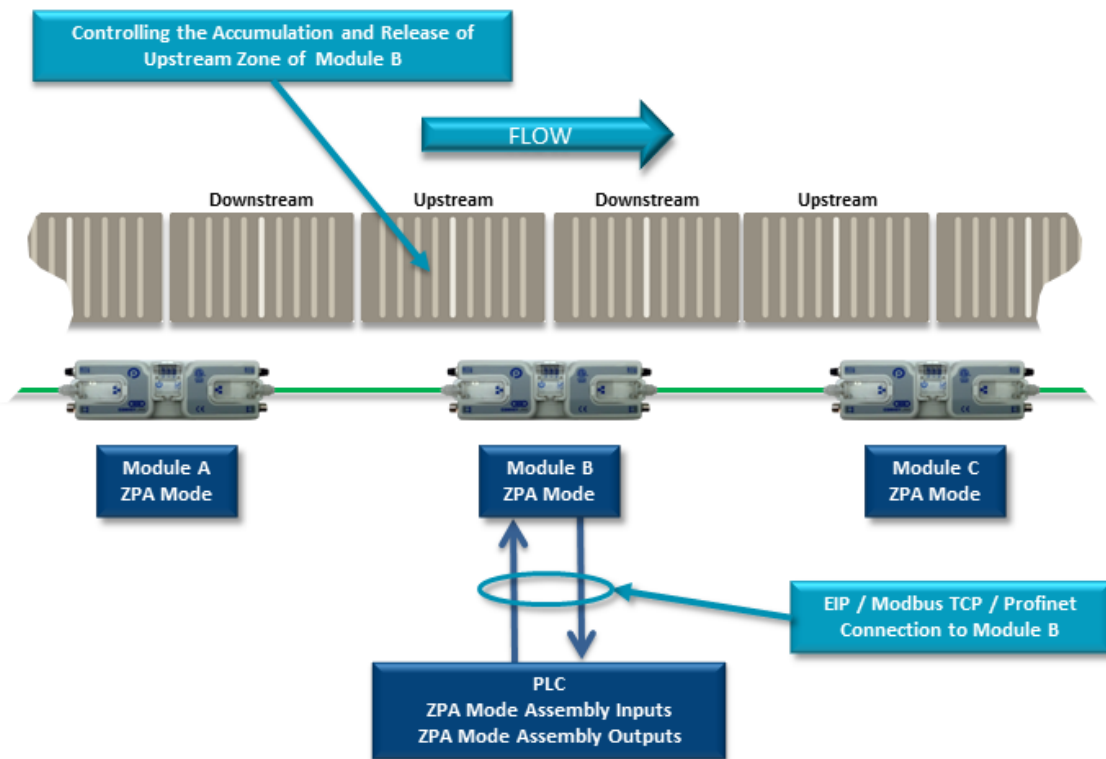 Controlling the Accumulation and Release of
Upstream Zone of Module B
FLOW
Downstream
Upstream
Downstream
Upstream
Module A
ZPA Mode
Module B
ZPA Mode
Module C
ZPA Mode
EIP / Modbus TCP / Profinet
Connection to Module B
PLC
ZPA Mode Assembly Inputs
ZPA Mode Assembly Outputs